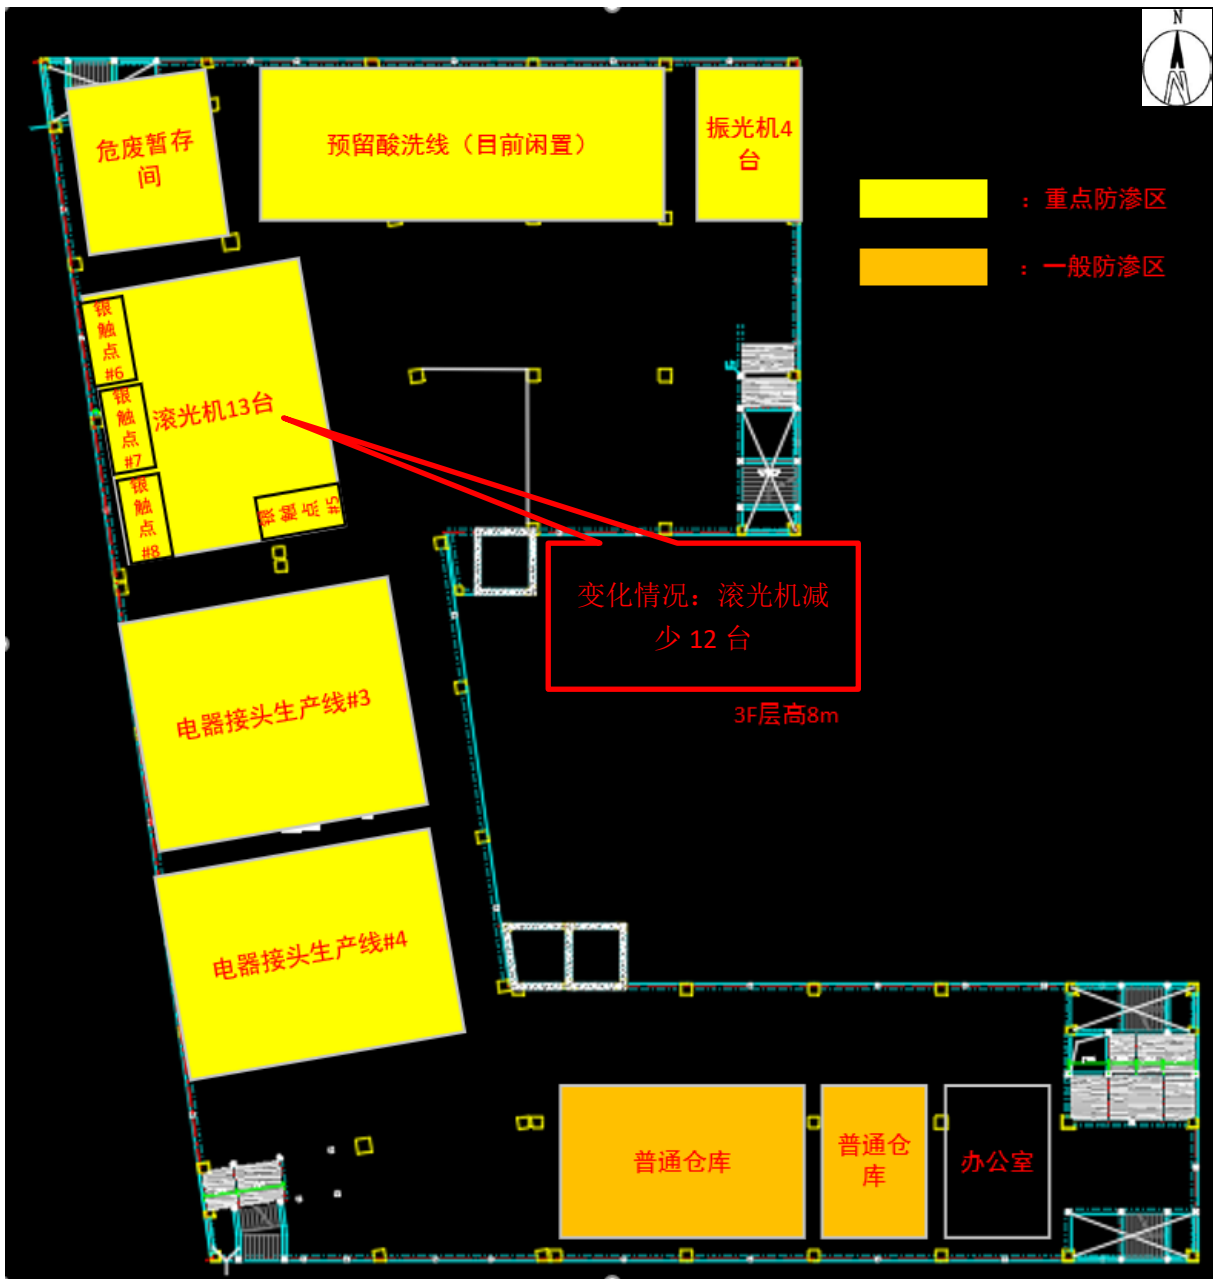 N
危废暂存
间
预留酸洗线（目前闲置）
振光机4
台
：重点防渗区
：一般防渗区
银
触
点
#6
银
触
点
#7
银
触
点
#8
滚光机13台
银触点#5
变化情况：滚光机减
少 12 台
3F层高8m
电器接头生产线#3
电器接头生产线#4
普通仓库
普通仓
库
办公室